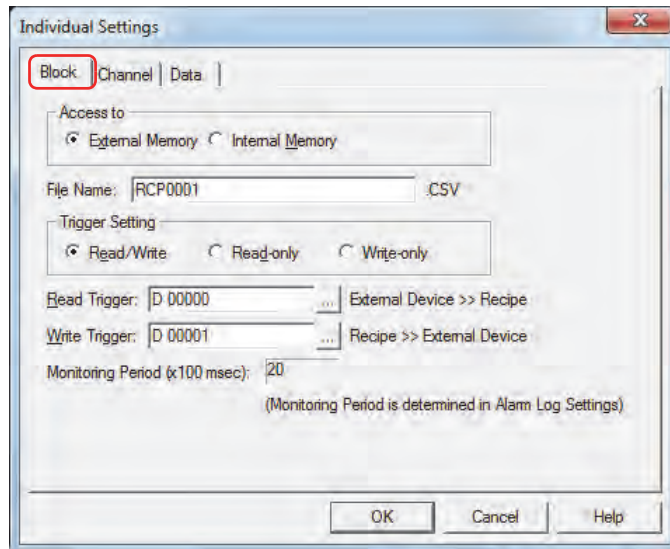 Individual Settings
Block Channel Data
Access to
External Memory Internal Memory
File Name: RCP0001 .CSV
Trigger Setting
Read/Write Read-only Write-only
Read Trigger: D 00000 ... External Device >> Recipe
Write Trigger: D 00001 ... Recipe >> External Device
Monitoring Period (x100 msec): 20
(Monitoring Period is determined in Alarm Log Settings)
OK Cancel Help